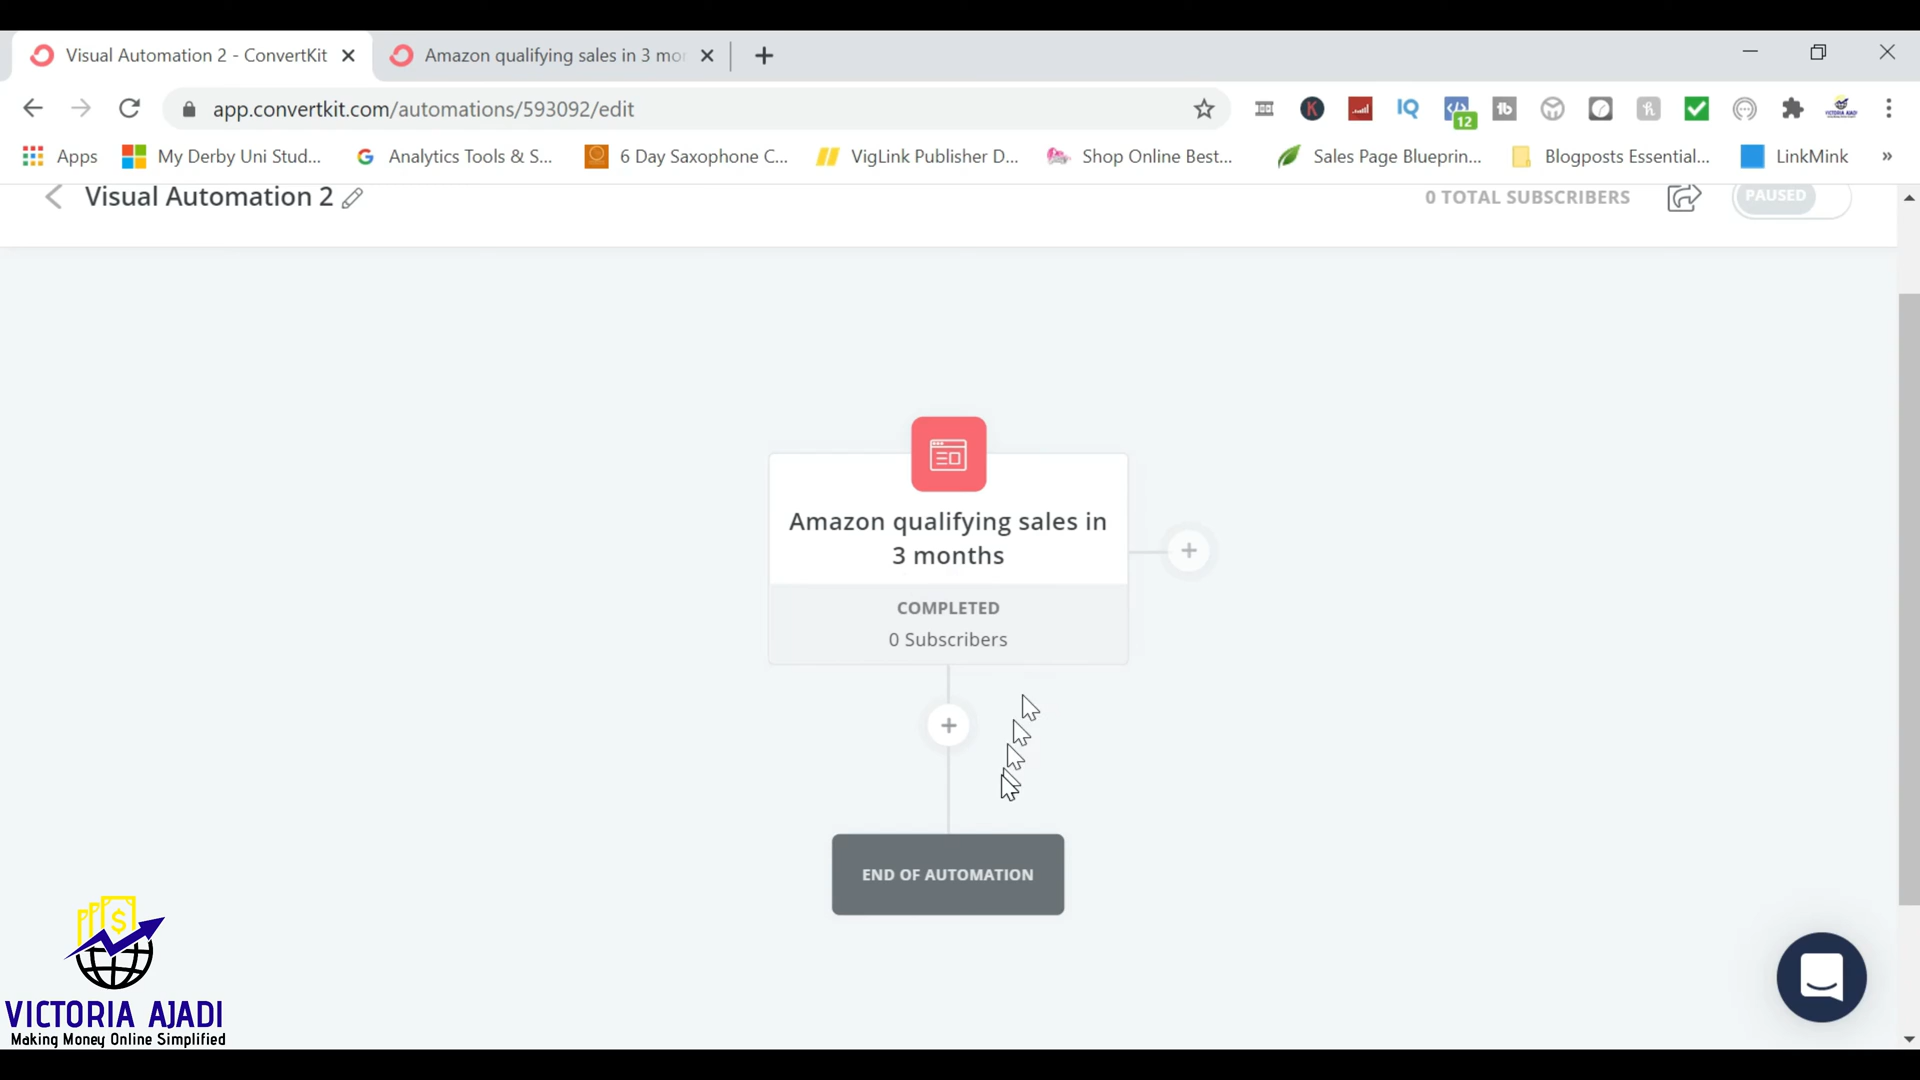 Visual Automation 2 - ConvertKit
Amazon qualifying sales in 3 mo
app.convertkit.com/automations/593092/edit
IQ
12
tb
Apps
My Derby Uni Stud...
Analytics Tools & S...
6 Day Saxophone C...
VigLink Publisher D...
Shop Online Best...
Sales Page Blueprin...
Blogposts Essential...
LinkMink
»
Visual Automation 2
0 TOTAL SUBSCRIBERS
PAUSED
Amazon qualifying sales in
3 months
COMPLETED
0 Subscribers
END OF AUTOMATION
VICTORIA AJADI
Making Money Online Simplified